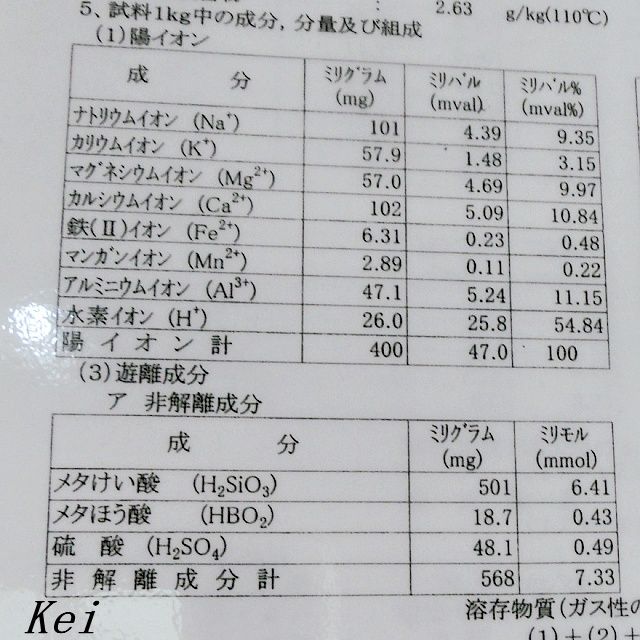 : 2.63 g/kg(110℃)
5、試料1kg中の成分，分量及び組成
(1)陽イオン
成 分 ﾐﾘｸﾞﾗﾑ (mg) ﾐﾘﾊﾞﾙ (mval) ﾐﾘﾊﾞﾙ% (mval%)
ﾅﾄﾘｳﾑｲｵﾝ (Na⁺) 101 4.39 9.35
ｶﾘｳﾑｲｵﾝ (K⁺) 57.9 1.48 3.15
ﾏｸﾞﾈｼｳﾑｲｵﾝ (Mg²⁺) 57.0 4.69 9.97
ｶﾙｼｳﾑｲｵﾝ (Ca²⁺) 102 5.09 10.84
鉄(Ⅱ)ｲｵﾝ (Fe²⁺) 6.31 0.23 0.48
ﾏﾝｶﾞﾝｲｵﾝ (Mn²⁺) 2.89 0.11 0.22
ｱﾙﾐﾆｳﾑｲｵﾝ (Al³⁺) 47.1 5.24 11.15
水素ｲｵﾝ (H⁺) 26.0 25.8 54.84
陽イオン計 400 47.0 100
(3)遊離成分
ア 非解離成分
成 分 ﾐﾘｸﾞﾗﾑ (mg) ﾐﾘﾓﾙ (mmol)
メタけい酸 (H₂SiO₃) 501 6.41
メタほう酸 (HBO₂) 18.7 0.43
硫 酸 (H₂SO₄) 48.1 0.49
非解離成分計 568 7.33
溶存物質(ガス性の
(1)+(2)+
Kei